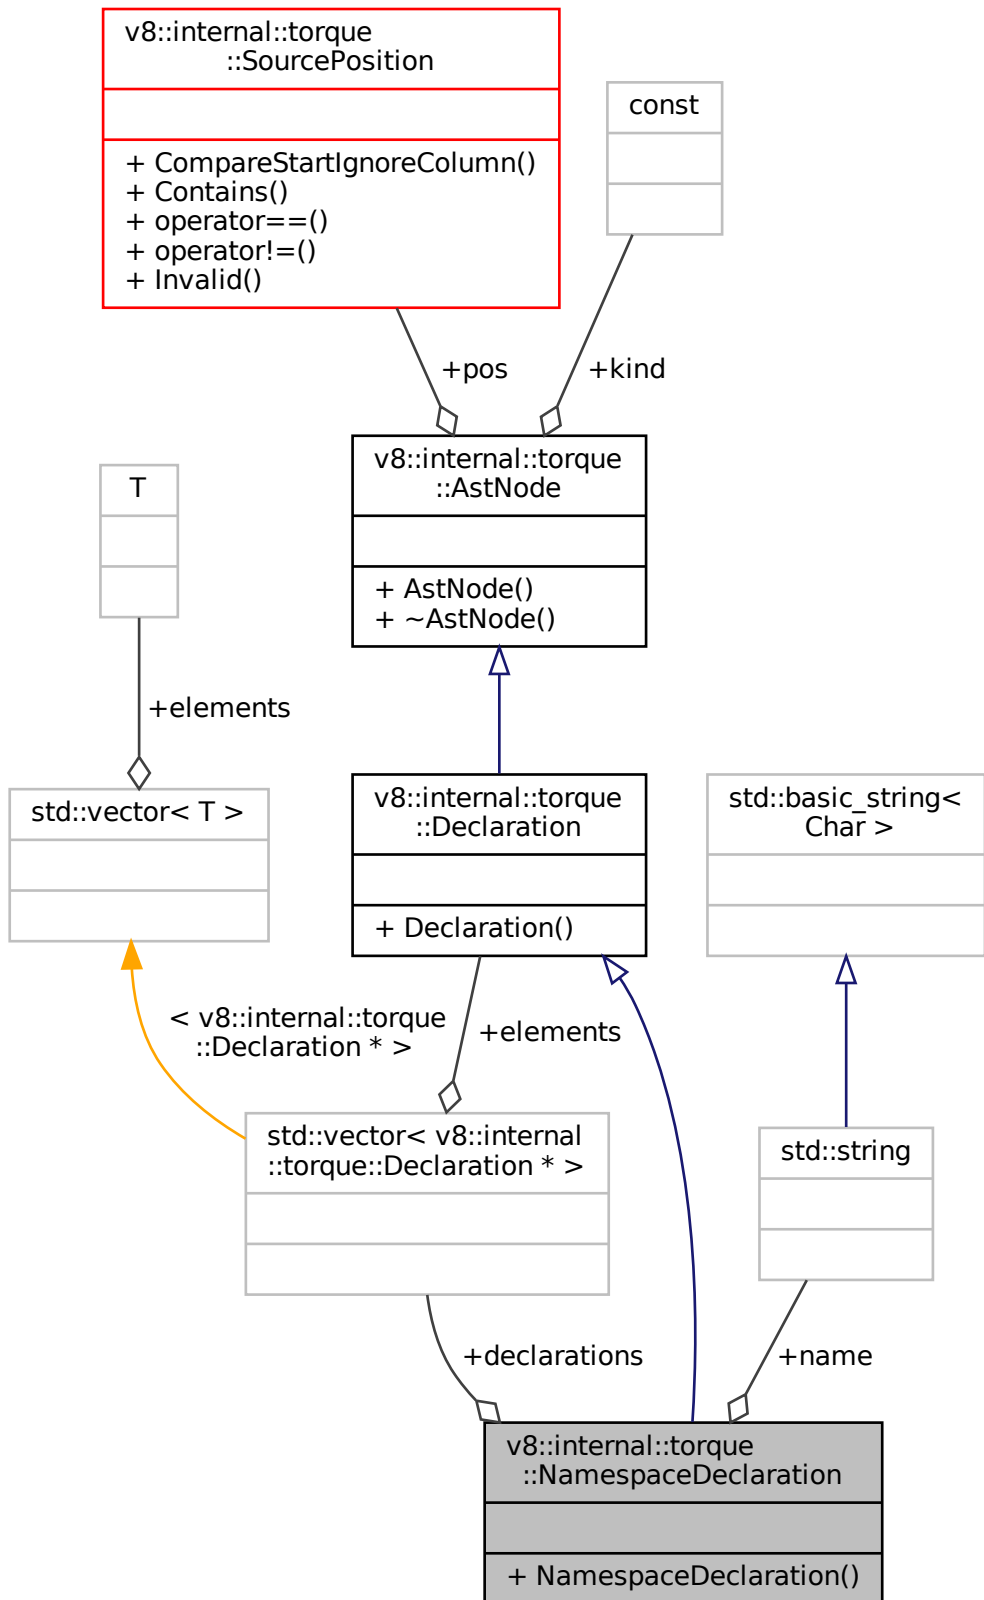 v8::internal::torque
::SourcePosition
+ CompareStartIgnoreColumn()
+ Contains()
+ operator==()
+ operator!=()
+ Invalid()
const
+pos
+kind
v8::internal::torque
::AstNode
+ AstNode()
+ ~AstNode()
T
+elements
std::vector< T >
v8::internal::torque
::Declaration
+ Declaration()
std::basic_string<
Char >
< v8::internal::torque
::Declaration * >
+elements
std::vector< v8::internal
::torque::Declaration * >
std::string
+declarations
+name
v8::internal::torque
::NamespaceDeclaration
+ NamespaceDeclaration()